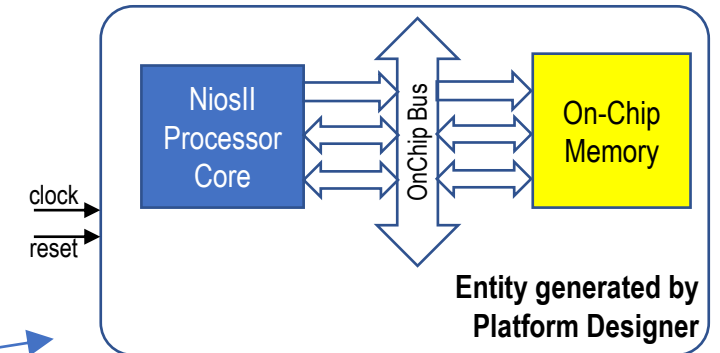 NiosII
Processor
Core
OnChip Bus
On-Chip
Memory
clock
reset
Entity generated by
Platform Designer